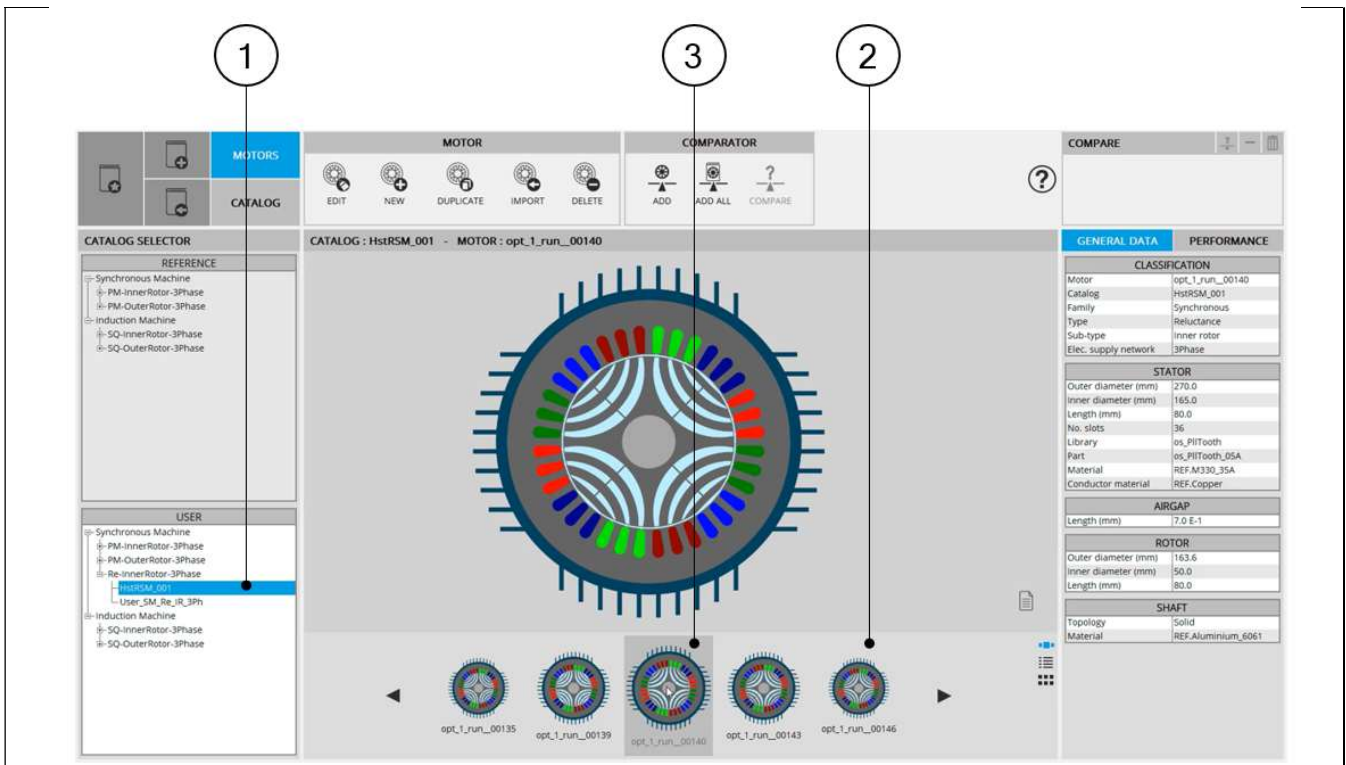 1
3
2
MOTORS
CATALOG
MOTOR
EDIT
NEW
DUPLICATE
IMPORT
DELETE
COMPARATOR
ADD
ADD ALL
?
COMPARE
?
COMPARE
CATALOG SELECTOR
REFERENCE
Synchronous Machine
PM-InnerRotor-3Phase
PM-OuterRotor-3Phase
Induction Machine
SQ-InnerRotor-3Phase
SQ-OuterRotor-3Phase
USER
Synchronous Machine
PM-InnerRotor-3Phase
PM-OuterRotor-3Phase
Re-InnerRotor-3Phase
HstRSM_001
User_SM_Re_IR_3Ph
Induction Machine
SQ-InnerRotor-3Phase
SQ-OuterRotor-3Phase
CATALOG : HstRSM_001 - MOTOR : opt_1_run__00140
opt_1_run__00135
opt_1_run__00139
opt_1_run__00140
opt_1_run__00143
opt_1_run__00146
GENERAL DATA
PERFORMANCE
CLASSIFICATION
Motor opt_1_run__00140
Catalog HstRSM_001
Family Synchronous
Type Reluctance
Sub-type Inner rotor
Elec. supply network 3Phase
STATOR
Outer diameter (mm) 270.0
Inner diameter (mm) 165.0
Length (mm) 80.0
No. slots 36
Library os_PllTooth
Part os_PllTooth_05A
Material REF.M330_35A
Conductor material REF.Copper
AIRGAP
Length (mm) 7.0 E-1
ROTOR
Outer diameter (mm) 163.6
Inner diameter (mm) 50.0
Length (mm) 80.0
SHAFT
Topology Solid
Material REF.Aluminium_6061